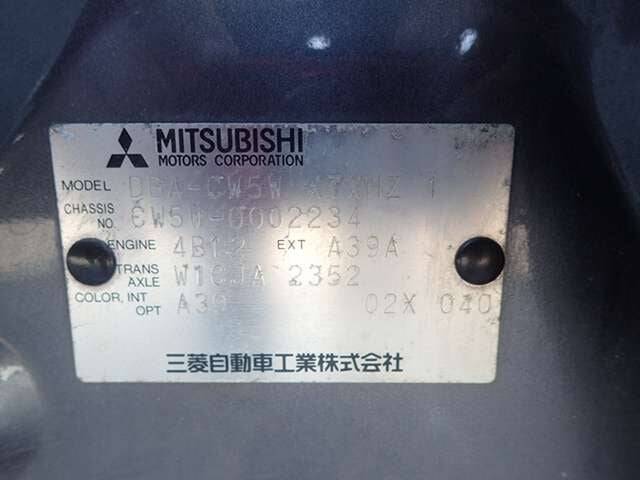 MITSUBISHI
MOTORS CORPORATION
MODEL DBA-CW5W XTXHZ 1
CHASSIS NO. CW5W-0002234
ENGINE 4B12 EXT A39A
TRANS AXLE W1CJA 2352
COLOR, INT OPT A39 02X 040
三菱自動車工業株式会社